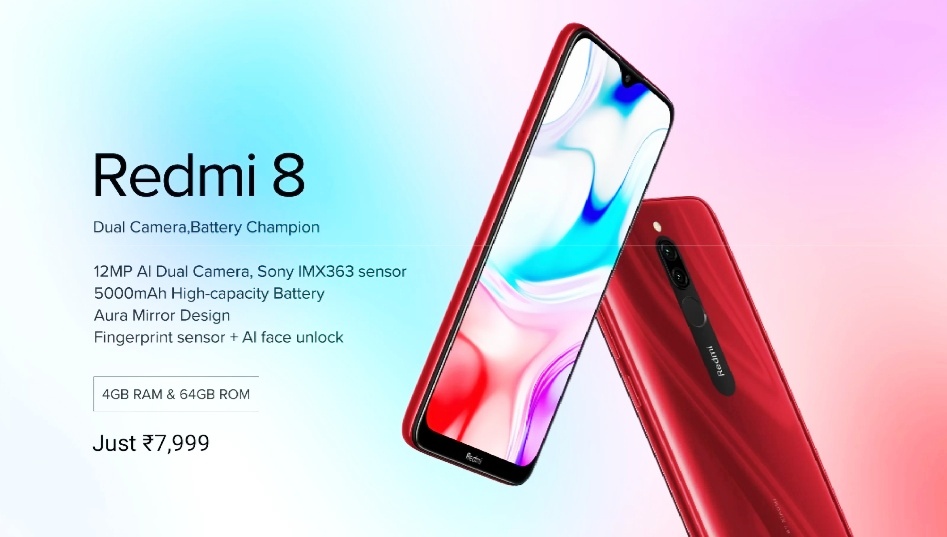 Redmi 8
Dual Camera,Battery Champion
12MP AI Dual Camera, Sony IMX363 sensor
5000mAh High-capacity Battery
Aura Mirror Design
Fingerprint sensor + AI face unlock
4GB RAM & 64GB ROM
Just ₹7,999
Redmi
Redmi